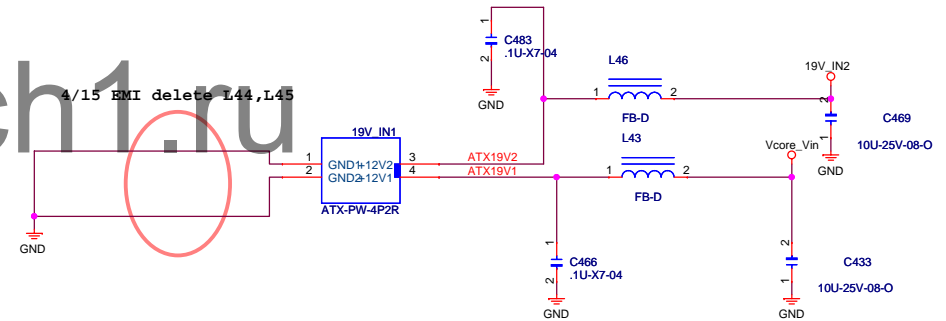 1
C483
.1U-X7-04
2
GND
L46
1 2
FB-D
19V_IN2
2
C469
1
10U-25V-08-O
GND
ch1.ru
4/15 EMI delete L44,L45
19V_IN1
1 GND1+12V2 3 ATX19V2
2 GND2+12V1 4 ATX19V1
ATX-PW-4P2R
L43
1 2
FB-D
Vcore_Vin
GND
1
C466
.1U-X7-04
2
GND
2
C433
1
10U-25V-08-O
GND